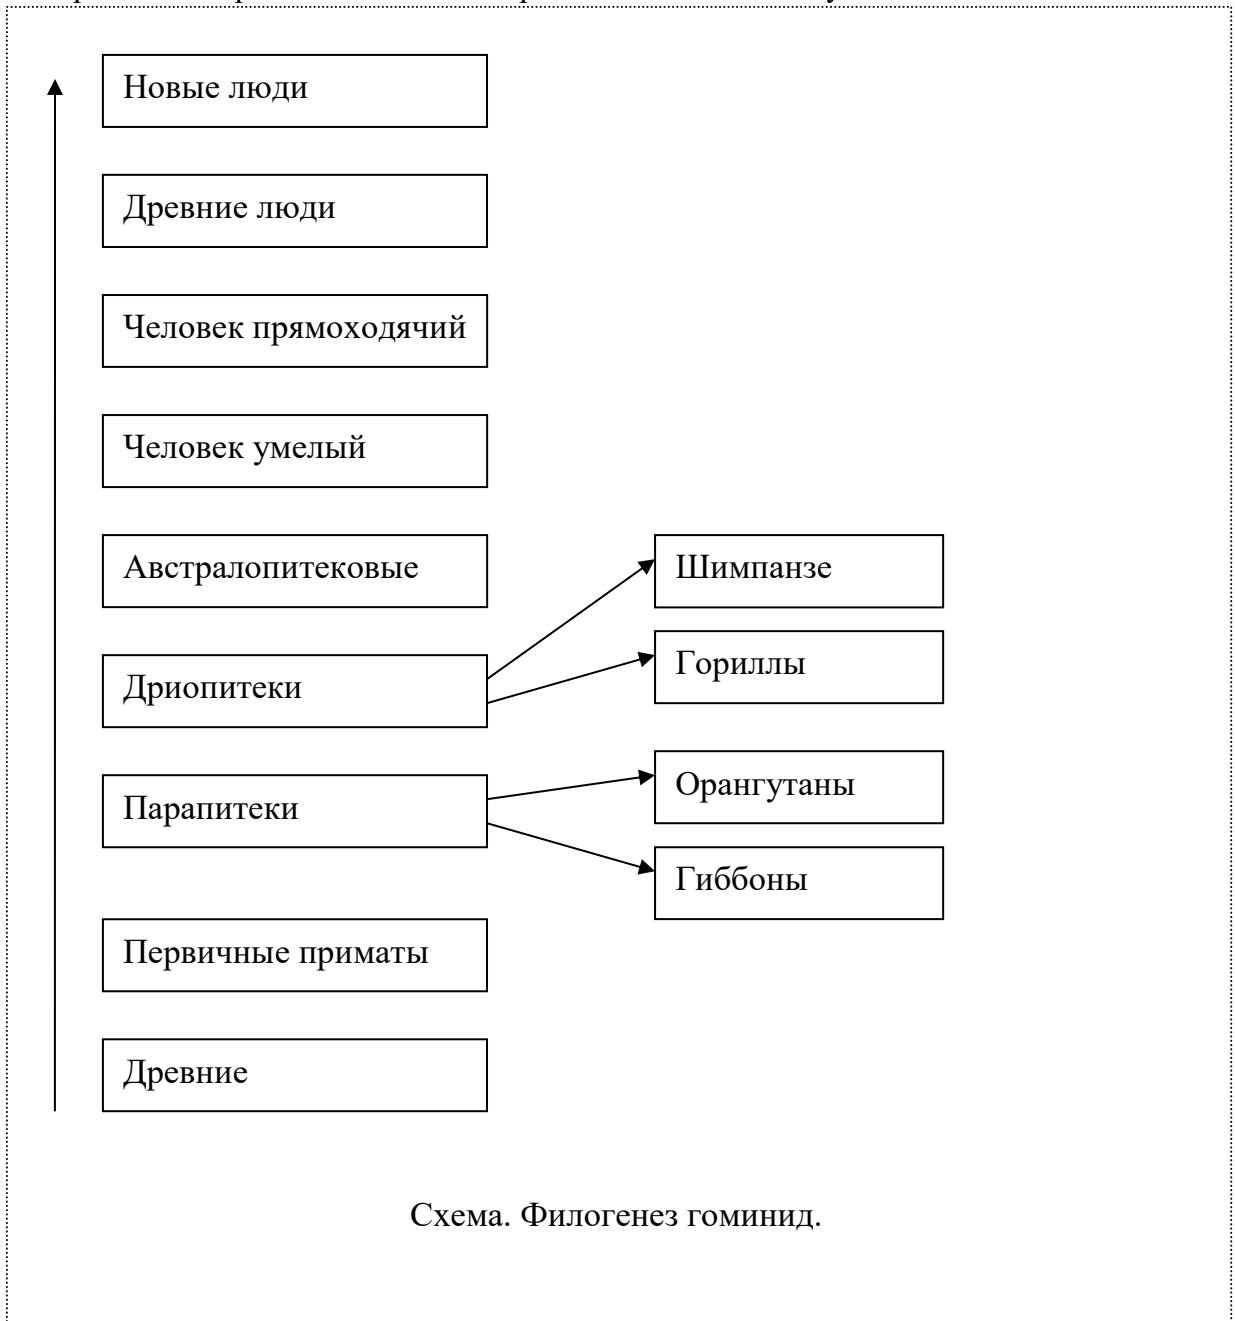 Новые люди
Древние люди
Человек прямоходячий
Человек умелый
Австралопитековые
Шимпанзе
Дриопитеки
Гориллы
Парапитеки
Орангутаны
Гиббоны
Первичные приматы
Древние
Схема. Филогенез гоминид.